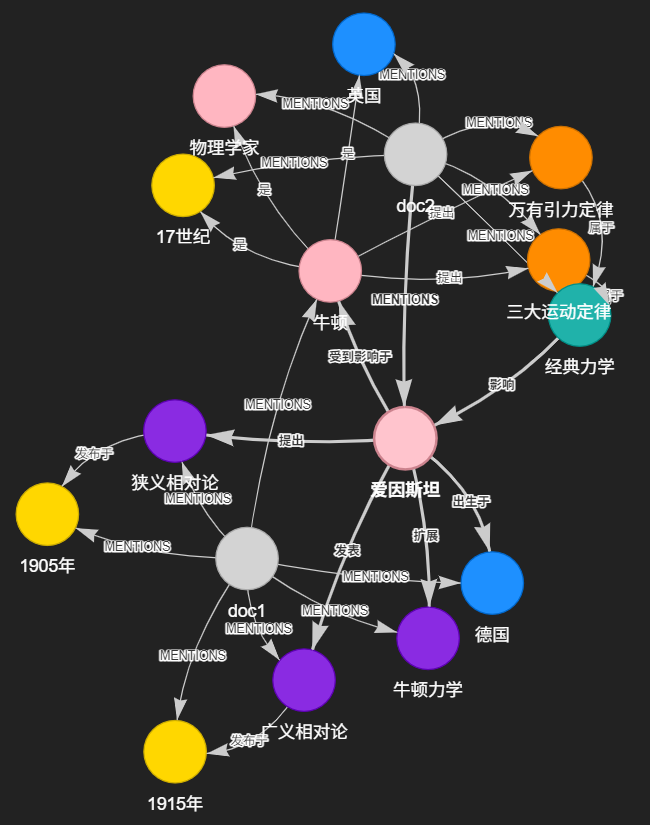 MENTIONS
英国
MENTIONS
物理学家
MENTIONS
MENTIONS
是
是
MENTIONS
doc2
提出
万有引力定律
17世纪
是
MENTIONS
属于
提出
于
三大运动定律
MENTIONS
牛顿
受到影响于
经典力学
影响
MENTIONS
提出
发布于
狭义相对论
MENTIONS
爱因斯坦
出生于
扩展
1905年
MENTIONS
发表
MENTIONS
doc1
MENTIONS
MENTIONS
德国
MENTIONS
牛顿力学
广义相对论
发布于
1915年